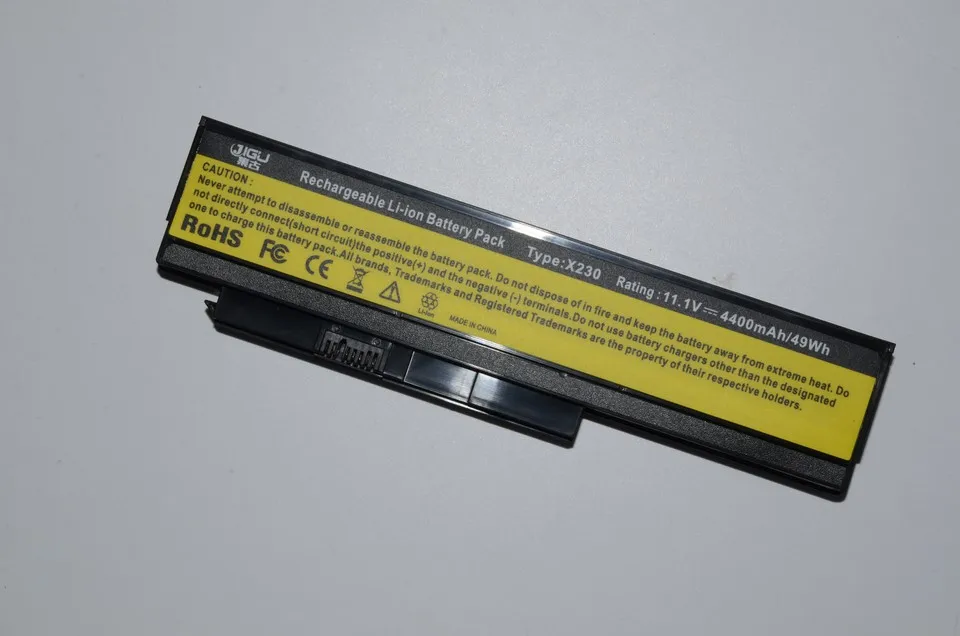 JIGU
集古
Rechargeable Li-ion Battery Pack Type:X230 Rating:11.1V⎓4400mAh/49Wh
CAUTION :
Never attempt to disassemble or reassemble the battery pack. Do not dispose of in fire and keep the battery away from extreme heat. Do
not directly connect(short circuit)the positive(+) and the negative (-) terminals.Do not use battery chargers other than the designated
one to charge this battery pack.All brands, Trademarks and Registered Trademarks are the property of their respective holders.
RoHS FC CE Li-ion MADE IN CHINA